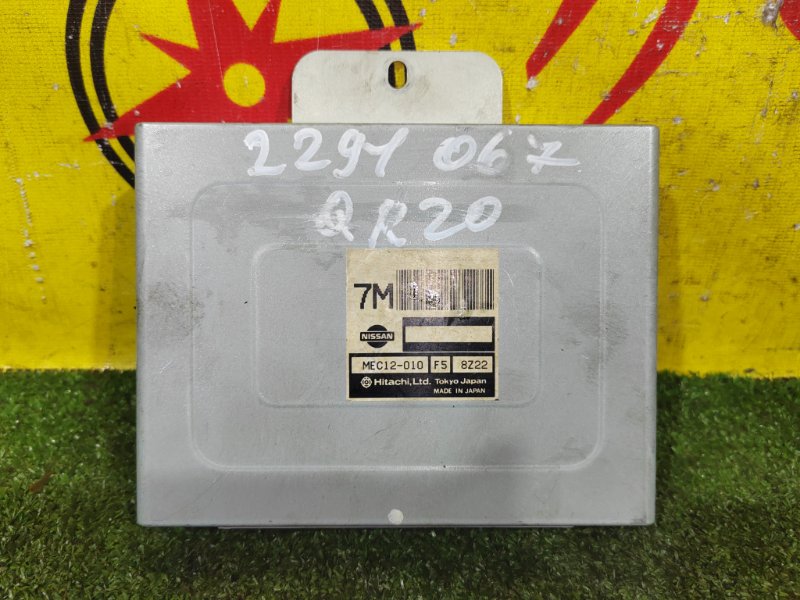 2291 067
QR20
7M
NISSAN
MEC12-010 F5 8Z22
Hitachi, Ltd. Tokyo Japan
MADE IN JAPAN